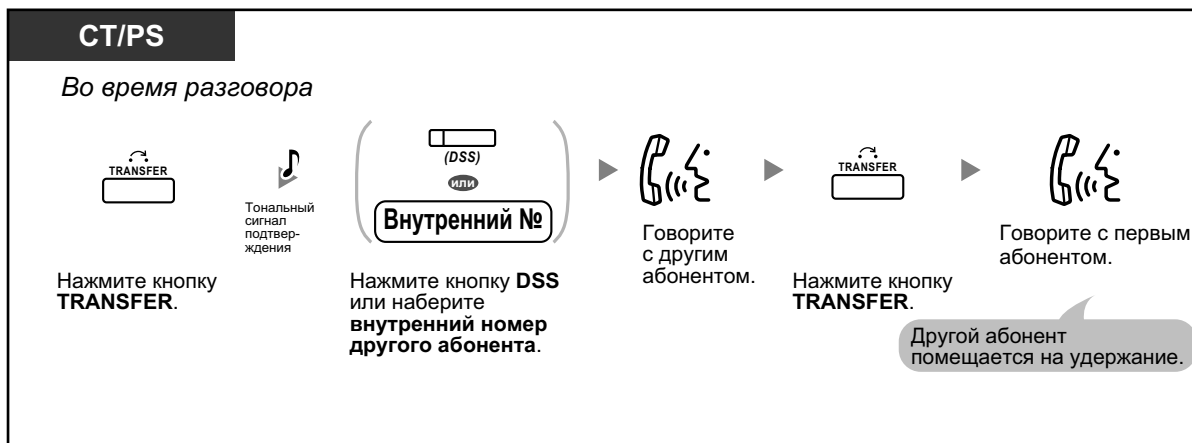 CT/PS
Во время разговора
TRANSFER
Нажмите кнопку
TRANSFER.
Тональный
сигнал
подтвер-
ждения
(DSS)
или
Внутренний №
Нажмите кнопку DSS
или наберите
внутренний номер
другого абонента.
Говорите
с другим
абонентом.
TRANSFER
Нажмите кнопку
TRANSFER.
Говорите с первым
абонентом.
Другой абонент
помещается на удержание.